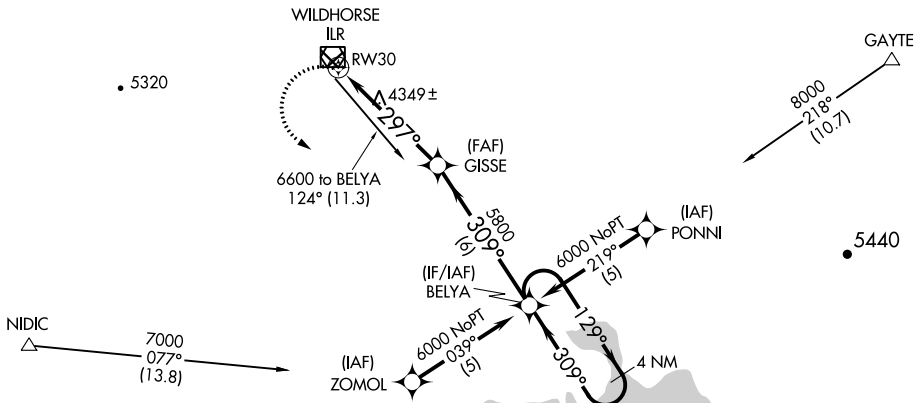 WILDHORSE
ILR
RW30
GAYTE
5320
4349±
8000
218°
(10.7)
297°
(FAF)
GISSE
6600 to BELYA
124° (11.3)
5800
309°
(6)
(IAF)
PONNI
6000 NoPT
219°
(5)
5440
(IF/IAF)
BELYA
NIDIC
7000
077°
(13.8)
6000 NoPT
039°
(5)
129°
4 NM
309°
(IAF)
ZOMOL